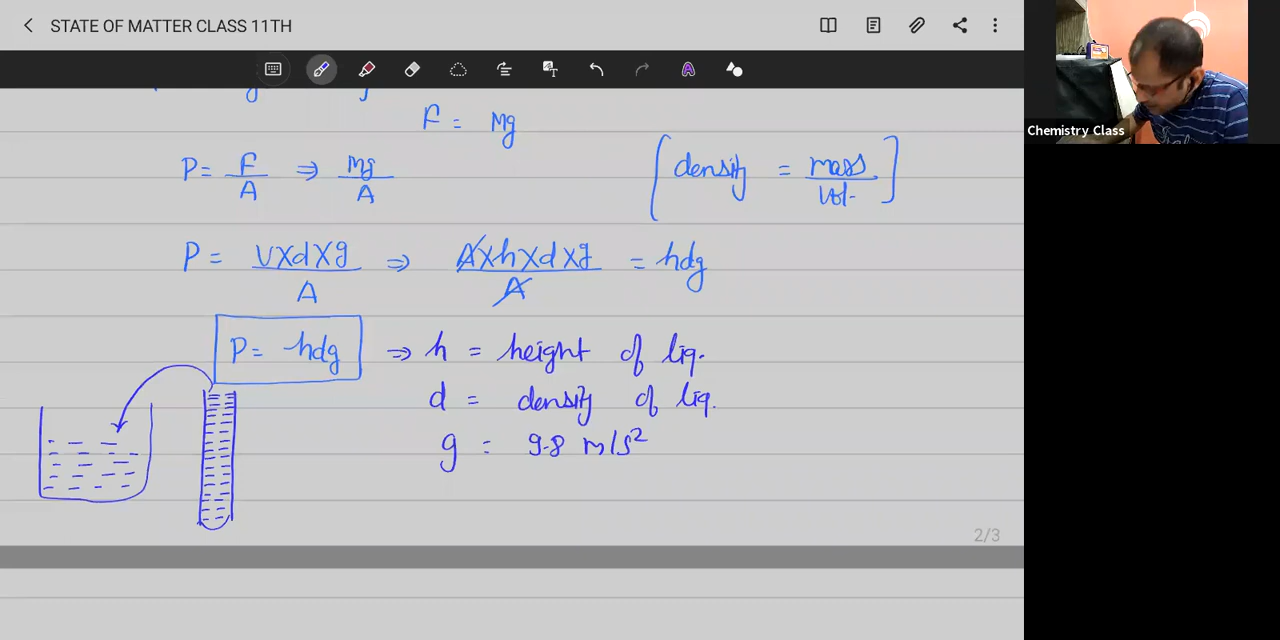 STATE OF MATTER CLASS 11TH
Chemistry Class
F = Mg
P = F/A ⇒ Mg/A [density = mass/vol.]
P = V×d×g/A ⇒ A×h×d×g/A = hdg
P = hdg ⇒ h = height of liq.
d = density of liq.
g = 9.8 m/s²
2/3